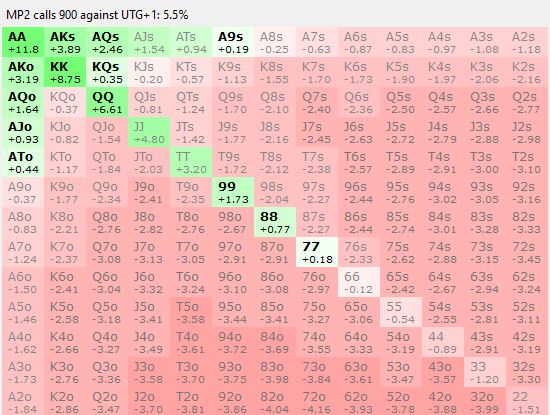 MP2 calls 900 against UTG+1: 5.5%
AA AKs AQs AJs ATs A9s A8s A7s A6s A5s A4s A3s A2s
+11.8 +3.89 +2.46 +1.54 +0.94 +0.19 -0.25 -0.63 -0.87 -0.83 -0.97 -1.08 -1.18
AKo KK KQs KJs KTs K9s K8s K7s K6s K5s K4s K3s K2s
+3.19 +8.75 +0.35 -0.20 -0.57 -1.13 -1.55 -1.70 -1.73 -1.90 -1.97 -2.06 -2.16
AQo KQo QQ QJs QTs Q9s Q8s Q7s Q6s Q5s Q4s Q3s Q2s
+1.64 -0.37 +6.61 -0.81 -1.24 -1.70 -2.10 -2.40 -2.36 -2.50 -2.57 -2.66 -2.77
AJo KJo QJo JJ JTs J9s J8s J7s J6s J5s J4s J3s J2s
+0.93 -0.82 -1.54 +4.80 -1.42 -1.77 -2.16 -2.45 -2.63 -2.72 -2.79 -2.88 -2.98
ATo KTo QTo JTo TT T9s T8s T7s T6s T5s T4s T3s T2s
+0.44 -1.17 -1.84 -2.03 +3.20 -1.72 -2.12 -2.38 -2.57 -2.89 -2.91 -3.00 -3.10
A9o K9o Q9o J9o T9o 99 98s 97s 96s 95s 94s 93s 92s
-0.37 -1.77 -2.34 -2.41 -2.35 +1.73 -2.04 -2.27 -2.44 -2.76 -3.02 -3.05 -3.16
A8o K8o Q8o J8o T8o 98o 88 87s 86s 85s 84s 83s 82s
-0.83 -2.21 -2.76 -2.82 -2.76 -2.67 +0.77 -2.27 -2.44 -2.74 -3.01 -3.28 -3.33
A7o K7o Q7o J7o T7o 97o 87o 77 76s 75s 74s 73s 72s
-1.24 -2.37 -3.08 -3.13 -3.05 -2.91 -2.91 +0.18 -2.33 -2.62 -2.88 -3.15 -3.45
A6o K6o Q6o J6o T6o 96o 86o 76o 66 65s 64s 63s 62s
-1.50 -2.41 -3.04 -3.32 -3.24 -3.10 -3.08 -2.97 -0.12 -2.42 -2.67 -2.94 -3.24
A5o K5o Q5o J5o T5o 95o 85o 75o 65o 55 54s 53s 52s
-1.46 -2.58 -3.18 -3.41 -3.58 -3.44 -3.41 -3.27 -3.06 -0.54 -2.55 -2.81 -3.11
A4o K4o Q4o J4o T4o 94o 84o 74o 64o 54o 44 43s 42s
-1.62 -2.66 -3.27 -3.49 -3.61 -3.72 -3.69 -3.55 -3.33 -3.19 -0.89 -2.91 -3.19
A3o K3o Q3o J3o T3o 93o 83o 73o 63o 53o 43o 33 32s
-1.73 -2.76 -3.36 -3.58 -3.70 -3.75 -3.98 -3.84 -3.61 -3.47 -3.57 -1.20 -3.30
A2o K2o Q2o J2o T2o 92o 82o 72o 62o 52o 42o 32o 22
-1.84 -2.86 -3.47 -3.70 -3.81 -3.86 -4.04 -4.16 -3.93 -3.78 -3.88 -3.99 -1.51